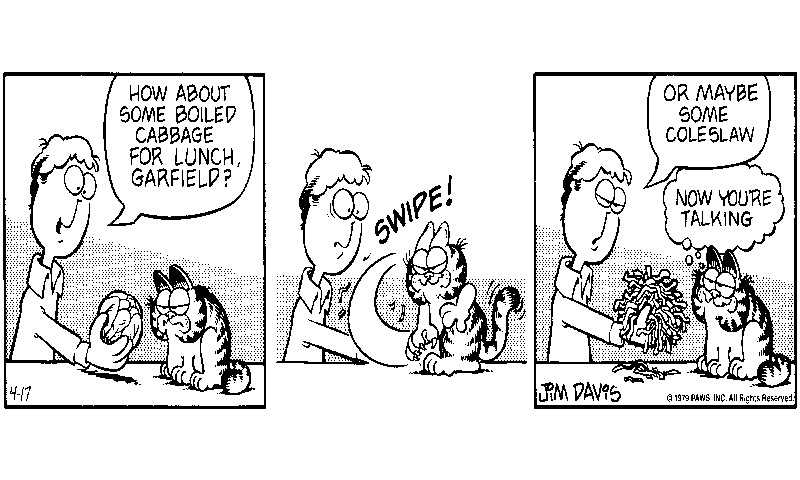 HOW ABOUT
SOME BOILED
CABBAGE
FOR LUNCH,
GARFIELD?
4-17
SWIPE!
OR MAYBE
SOME
COLESLAW
NOW YOU'RE
TALKING
JIM DAVIS
© 1979 PAWS, INC. All Rights Reserved.